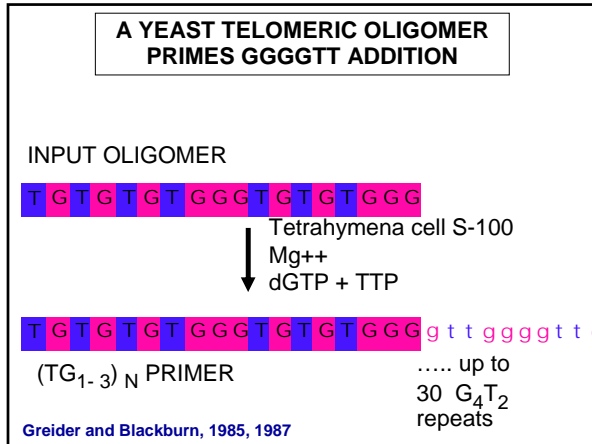 A YEAST TELOMERIC OLIGOMER
PRIMES GGGGTT ADDITION
INPUT OLIGOMER
T G T G T G T G G G T G T G T G G G
Tetrahymena cell S-100
Mg++
dGTP + TTP
T G T G T G T G G G T G T G T G G G g t t g g g g t t
(TG1-3) N PRIMER
….. up to
30 G4T2
repeats
Greider and Blackburn, 1985, 1987